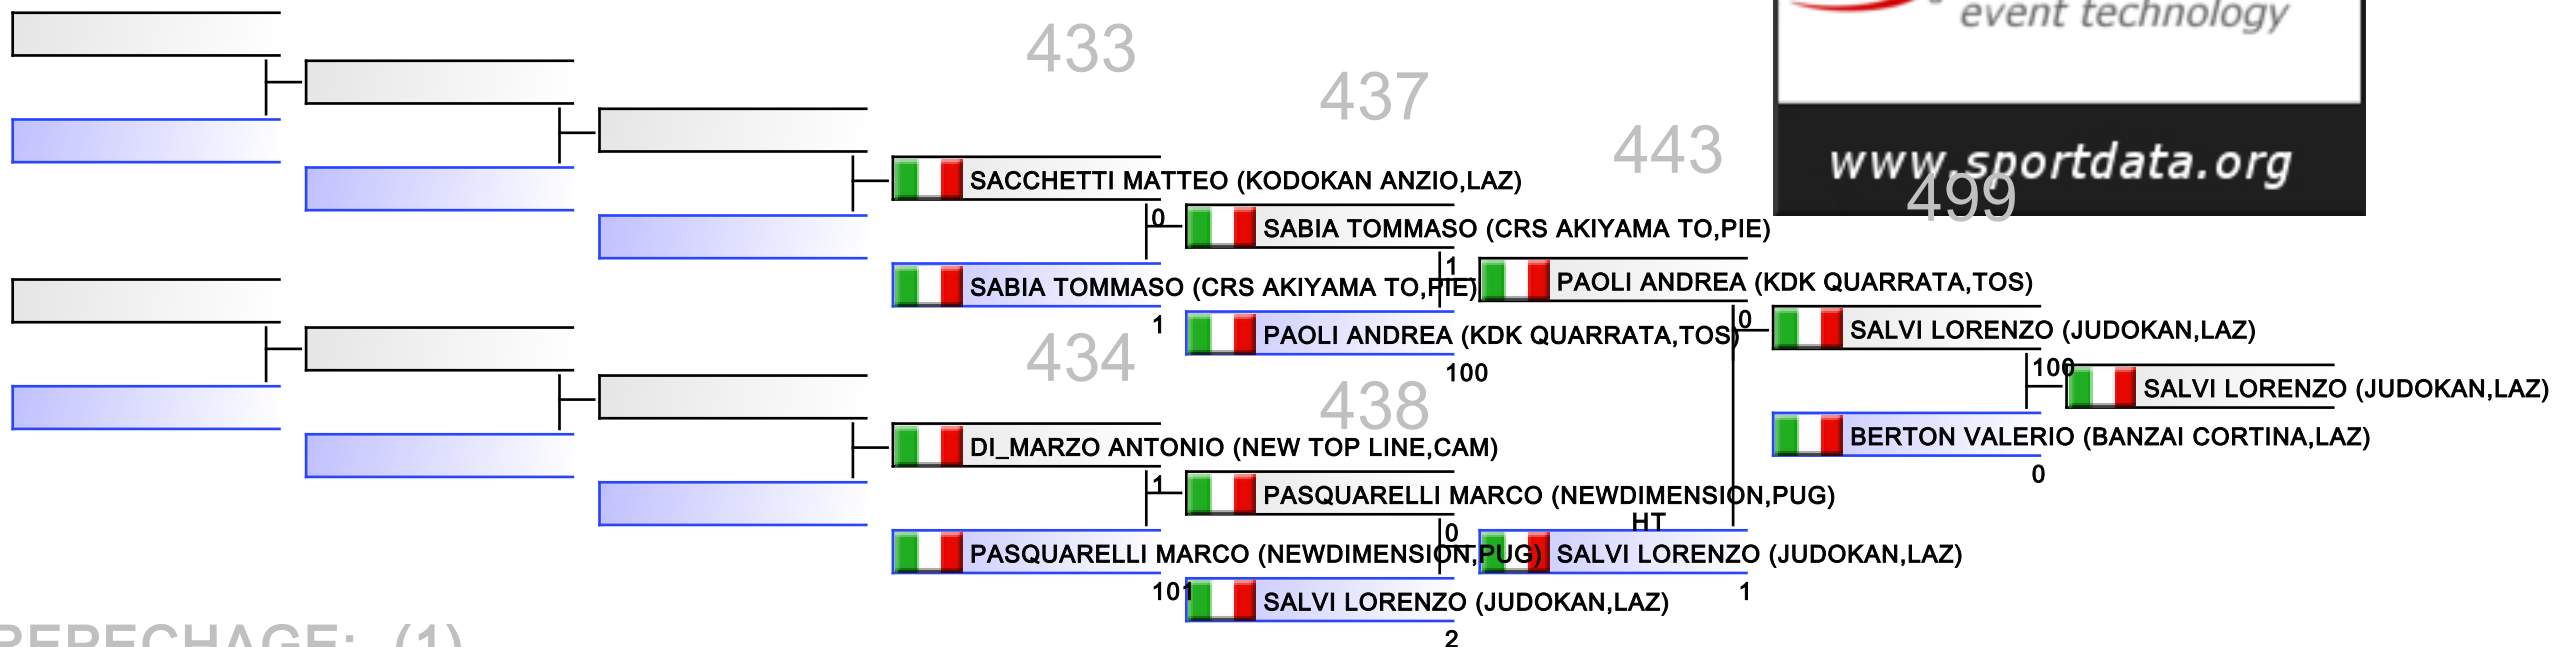 event technology
433
437
443
www.sportdata.org
499
SACCHETTI MATTEO (KODOKAN ANZIO,LAZ)
0
SABIA TOMMASO (CRS AKIYAMA TO,PIE)
1
SABIA TOMMASO (CRS AKIYAMA TO,PIE)
PAOLI ANDREA (KDK QUARRATA,TOS)
1
0
PAOLI ANDREA (KDK QUARRATA,TOS)
SALVI LORENZO (JUDOKAN,LAZ)
434
100
100
SALVI LORENZO (JUDOKAN,LAZ)
438
BERTON VALERIO (BANZAI CORTINA,LAZ)
0
DI_MARZO ANTONIO (NEW TOP LINE,CAM)
1
PASQUARELLI MARCO (NEWDIMENSION,PUG)
HT
0
PASQUARELLI MARCO (NEWDIMENSION,PUG)
SALVI LORENZO (JUDOKAN,LAZ)
101
1
SALVI LORENZO (JUDOKAN,LAZ)
2
REPECHAGE: (1)